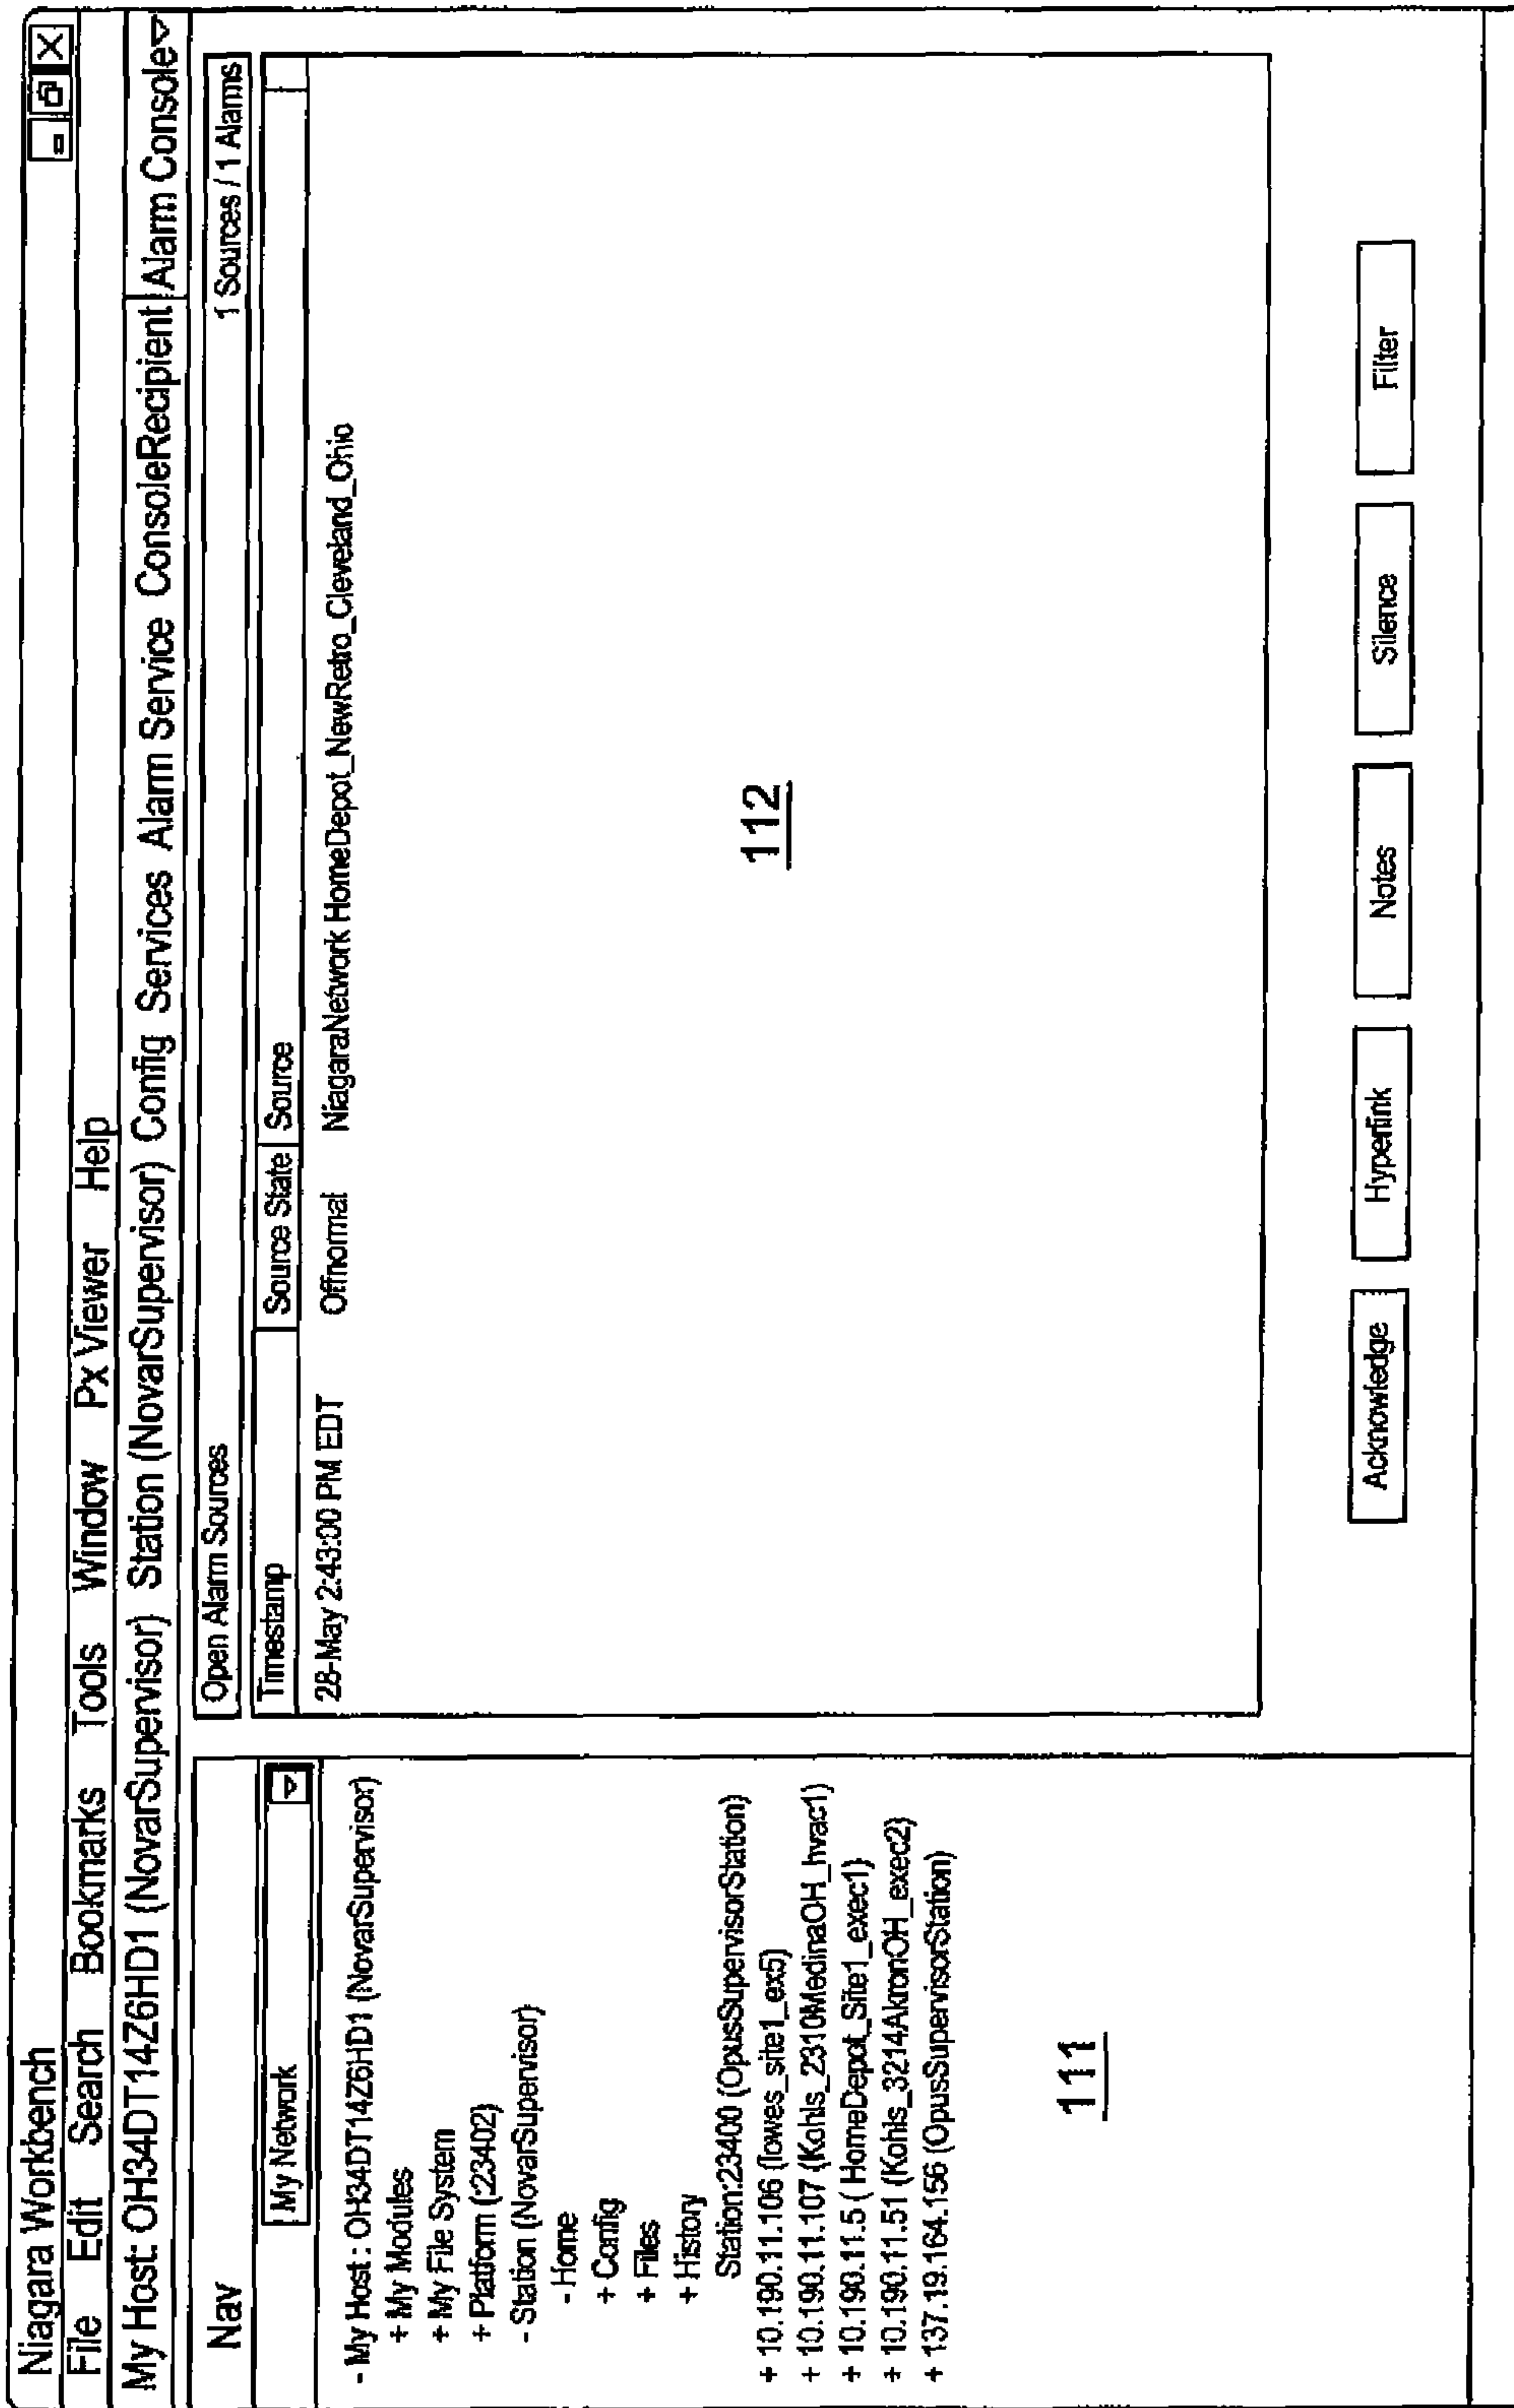 Niagara Workbench
File Edit Search Bookmarks Tools Window Px Viewer Help
My Host: OH34DT14Z6HD1 (NovarSupervisor) Station (NovarSupervisor) Config Services Alarm Service ConsoleRecipient Alarm Console
Nav
My Network
- My Host : OH34DT14Z6HD1 (NovarSupervisor)
+ My Modules
+ My File System
+ Platform (:23402)
- Station (NovarSupervisor)
- Home
+ Config
+ Files
+ History
Station:23400 (OpusSupervisorStation)
+ 10.190.11.106 (lowes_site1_ex5)
+ 10.190.11.107 (Kohls_2310MedinaOH_hvac1)
+ 10.190.11.5 ( HomeDepot_Site1_exec1)
+ 10.190.11.51 (Kohls_3214AkronOH_exec2)
+ 137.19.164.156 (OpusSupervisorStation)
111
Open Alarm Sources 1 Sources / 1 Alarms
Timestamp Source State Source
28-May 2:43:00 PM EDT Offnormal NiagaraNetwork HomeDepot_NewRetro_Cleveland_Ohio
112
Acknowledge Hyperlink Notes Silence Filter